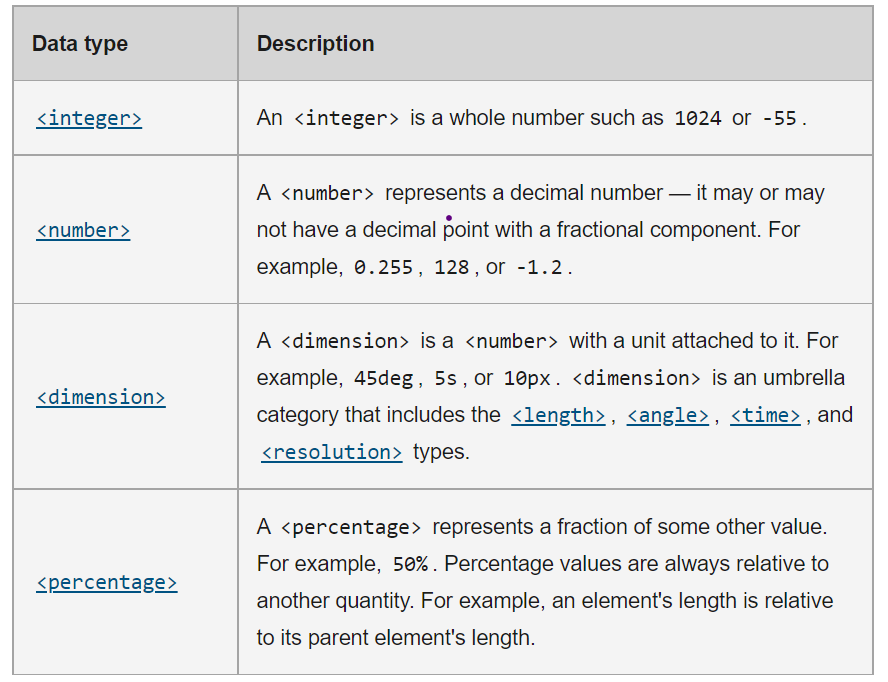 Data type Description
<integer> An <integer> is a whole number such as 1024 or -55.
<number> A <number> represents a decimal number — it may or may
not have a decimal point with a fractional component. For
example, 0.255, 128, or -1.2.
<dimension> A <dimension> is a <number> with a unit attached to it. For
example, 45deg, 5s, or 10px. <dimension> is an umbrella
category that includes the <length>, <angle>, <time>, and
<resolution> types.
<percentage> A <percentage> represents a fraction of some other value.
For example, 50%. Percentage values are always relative to
another quantity. For example, an element's length is relative
to its parent element's length.